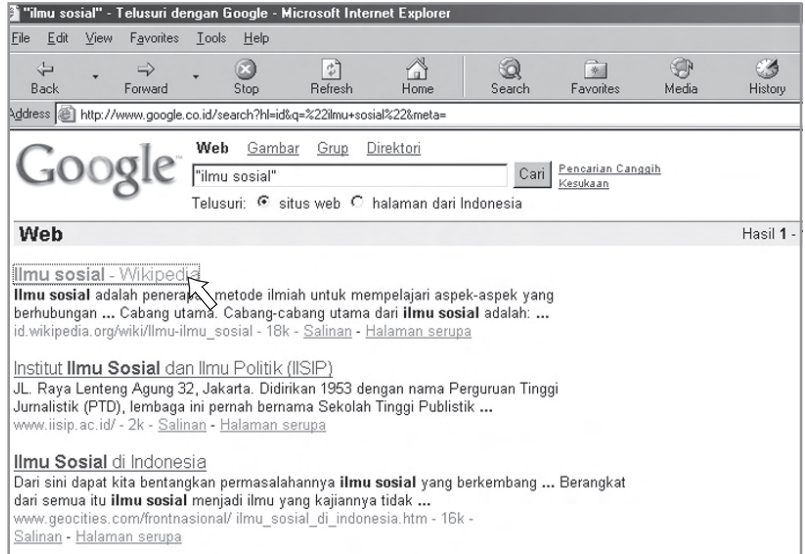 "ilmu sosial" - Telusuri dengan Google - Microsoft Internet Explorer
File Edit View Favorites Tools Help
Back Forward Stop Refresh Home Search Favorites Media History
Address http://www.google.co.id/search?hl=id&q=%22ilmu+sosial%22&meta=
Google Web Gambar Grup Direktori
"ilmu sosial" Cari Pencarian Canggih
Kesukaan
Telusuri: situs web halaman dari Indonesia
Web Hasil 1 -
Ilmu sosial - Wikipedia
Ilmu sosial adalah metode ilmiah untuk mempelajari aspek-aspek yang
berhubungan ... Cabang utama. Cabang-cabang utama dari ilmu sosial adalah: ...
id.wikipedia.org/wiki/Ilmu-ilmu_sosial - 18k - Salinan - Halaman serupa
Institut Ilmu Sosial dan Ilmu Politik (IISIP)
JL. Raya Lenteng Agung 32, Jakarta. Didirikan 1953 dengan nama Perguruan Tinggi
Jurnalistik (PTD), lembaga ini pernah bernama Sekolah Tinggi Publistik ...
www.iisip.ac.id/ - 2k - Salinan - Halaman serupa
Ilmu Sosial di Indonesia
Dari sini dapat kita bentangkan permasalahannya ilmu sosial yang berkembang ... Berangkat
dari semua itu ilmu sosial menjadi ilmu yang kajiannya tidak ...
www.geocities.com/frontnasional/ ilmu_sosial_di_indonesia.htm - 16k -
Salinan - Halaman serupa